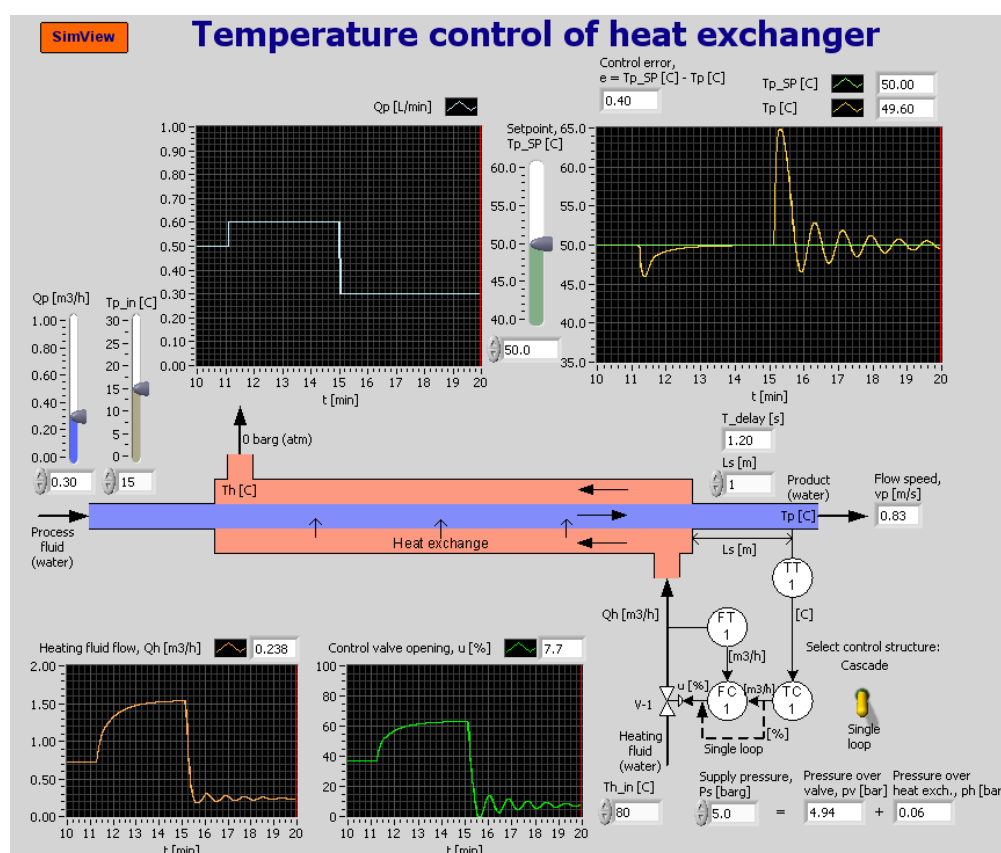 SimView
Temperature control of heat exchanger
Control error,
e = Tp_SP [C] - Tp [C]
0.40
Tp_SP [C]
50.00
Tp [C]
49.60
Qp [L/min]
1.00
0.90
0.80
0.70
0.60
0.50
0.40
0.30
0.20
0.10
0.00
10 11 12 13 14 15 16 17 18 19 20
t [min]
Setpoint,
Tp_SP [C]
60.0
55.0
50.0
45.0
40.0
50.0
65.0
60.0
55.0
50.0
45.0
40.0
35.0
10 11 12 13 14 15 16 17 18 19 20
t [min]
Qp [m3/h]
1.00
0.80
0.60
0.40
0.20
0.00
0.30
Tp_in [C]
30
25
20
15
10
5
0
15
0 barg (atm)
T_delay [s]
1.20
Ls [m]
1
Product
(water)
Flow speed,
vp [m/s]
0.83
Th [C]
Tp [C]
Process
fluid
(water)
Heat exchange
Ls [m]
TT
1
[C]
Qh [m3/h]
FT
1
[m3/h]
Select control structure:
Cascade
Single
loop
u [%]
FC
1
[m3/h]
TC
1
V-1
[%]
Single loop
Heating
fluid
(water)
Heating fluid flow, Qh [m3/h]
0.238
2.00
1.50
1.00
0.50
0.00
10 11 12 13 14 15 16 17 18 19 20
t [min]
Control valve opening, u [%]
7.7
100
80
60
40
20
0
10 11 12 13 14 15 16 17 18 19 20
t [min]
Th_in [C]
80
Supply pressure,
Ps [barg]
5.0
=
Pressure over
valve, pv [bar]
4.94
+
Pressure over
heat exch., ph [bar
0.06